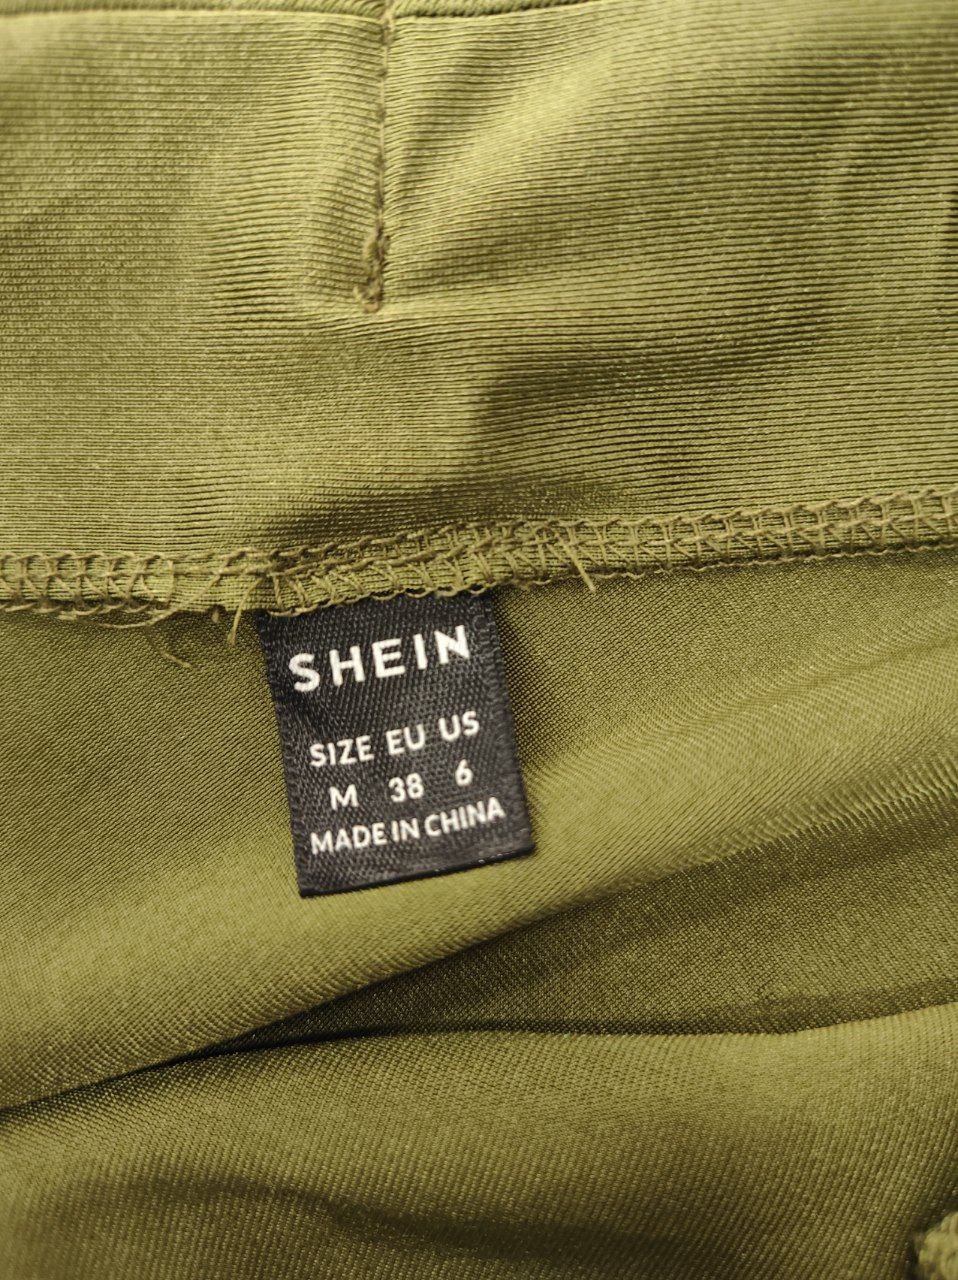 SHEIN
SIZE EU US
M 38 6
MADE IN CHINA